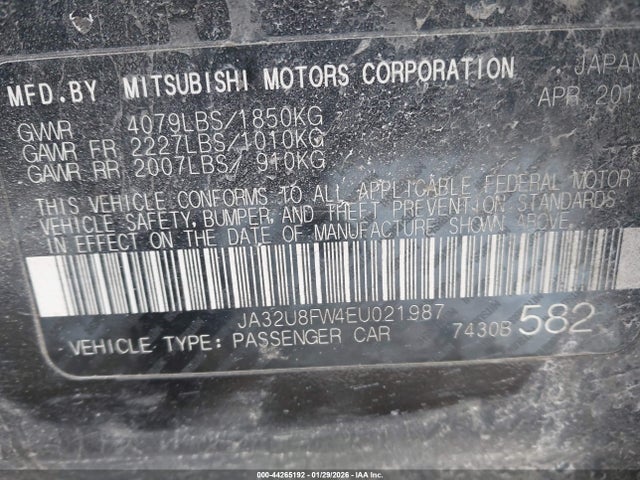 MFD.BY MITSUBISHI MOTORS CORPORATION JAPAN
GVWR 4079LBS/1850KG APR 201
GAWR FR 2227LBS/1010KG
GAWR RR 2007LBS/ 910KG
THIS VEHICLE CONFORMS TO ALL APPLICABLE FEDERAL MOTOR
VEHICLE SAFETY, BUMPER, AND THEFT PREVENTION STANDARDS
IN EFFECT ON THE DATE OF MANUFACTURE SHOWN ABOVE.
JA32U8FW4EU021987
VEHICLE TYPE: PASSENGER CAR 7430B 582
000-44265192 - 01/29/2026 - IAA Inc.